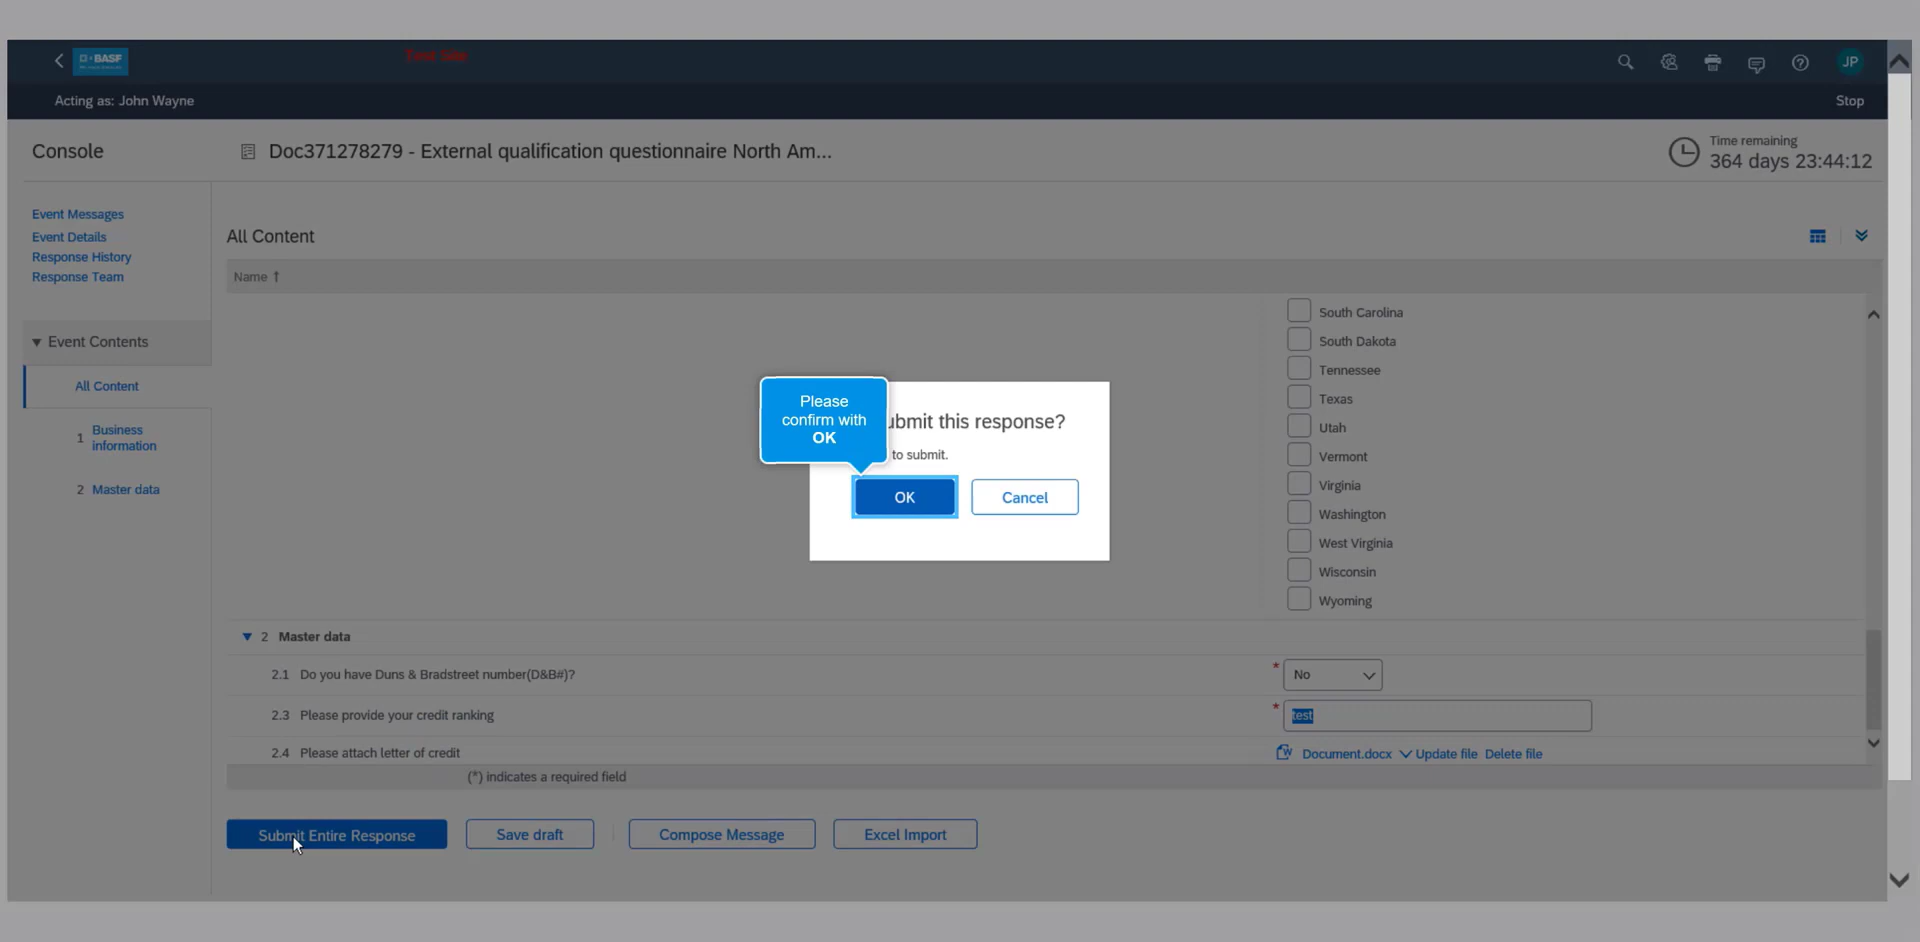 BASF
Test Site
JP
Acting as: John Wayne
Stop
Console
Doc371278279 - External qualification questionnaire North Am...
Time remaining
364 days 23:44:12
Event Messages
Event Details
Response History
Response Team
All Content
Name ↑
▼ Event Contents
All Content
1 Business information
2 Master data
South Carolina
South Dakota
Tennessee
Texas
Utah
Vermont
Virginia
Washington
West Virginia
Wisconsin
Wyoming
Please
confirm with
OK
ubmit this response?
to submit.
OK
Cancel
▼ 2 Master data
2.1 Do you have Duns & Bradstreet number(D&B#)?
* No
2.3 Please provide your credit ranking
* test
2.4 Please attach letter of credit
Document.docx Update file Delete file
(*) indicates a required field
Submit Entire Response
Save draft
Compose Message
Excel Import